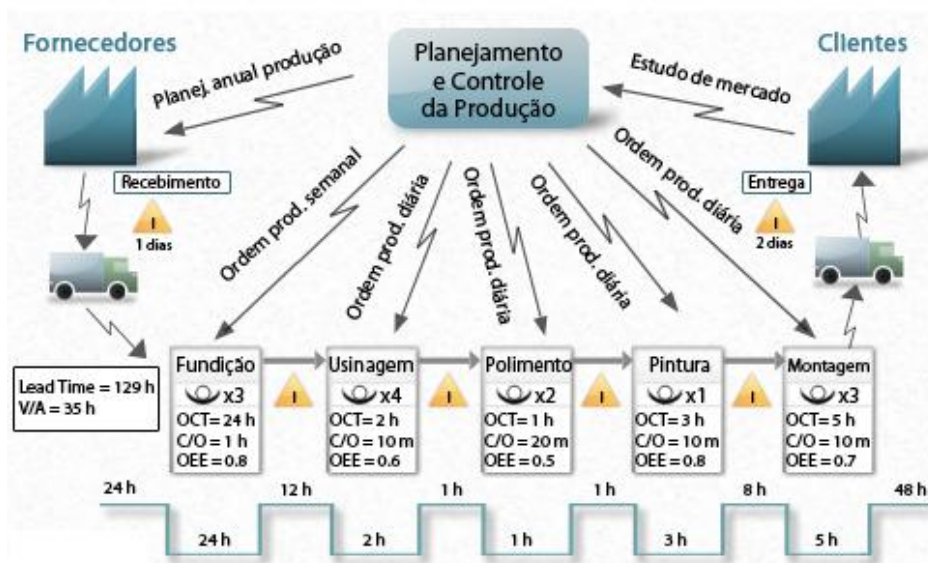 Fornecedores
Planejamento
e Controle
da Produção
Clientes
Planej. anual produção
Estudo de mercado
Recebimento
I
1 dias
Entrega
I
2 dias
Ordem prod. semanal
Ordem prod. diária
Ordem prod. diária
Ordem prod. diária
Ordem prod. diária
Lead Time = 129 h
V/A = 35 h
Fundição
x3
OCT= 24 h
C/O= 1 h
OEE = 0.8
I
Usinagem
x4
OCT= 2 h
C/O= 10 m
OEE = 0.6
I
Polimento
x2
OCT= 1 h
C/O= 20 m
OEE = 0.5
I
Pintura
x1
OCT= 3 h
C/O= 10 m
OEE = 0.8
I
Montagem
x3
OCT= 5 h
C/O= 10 m
OEE = 0.7
24 h
12 h
1 h
1 h
8 h
48 h
24 h
2 h
1 h
3 h
5 h